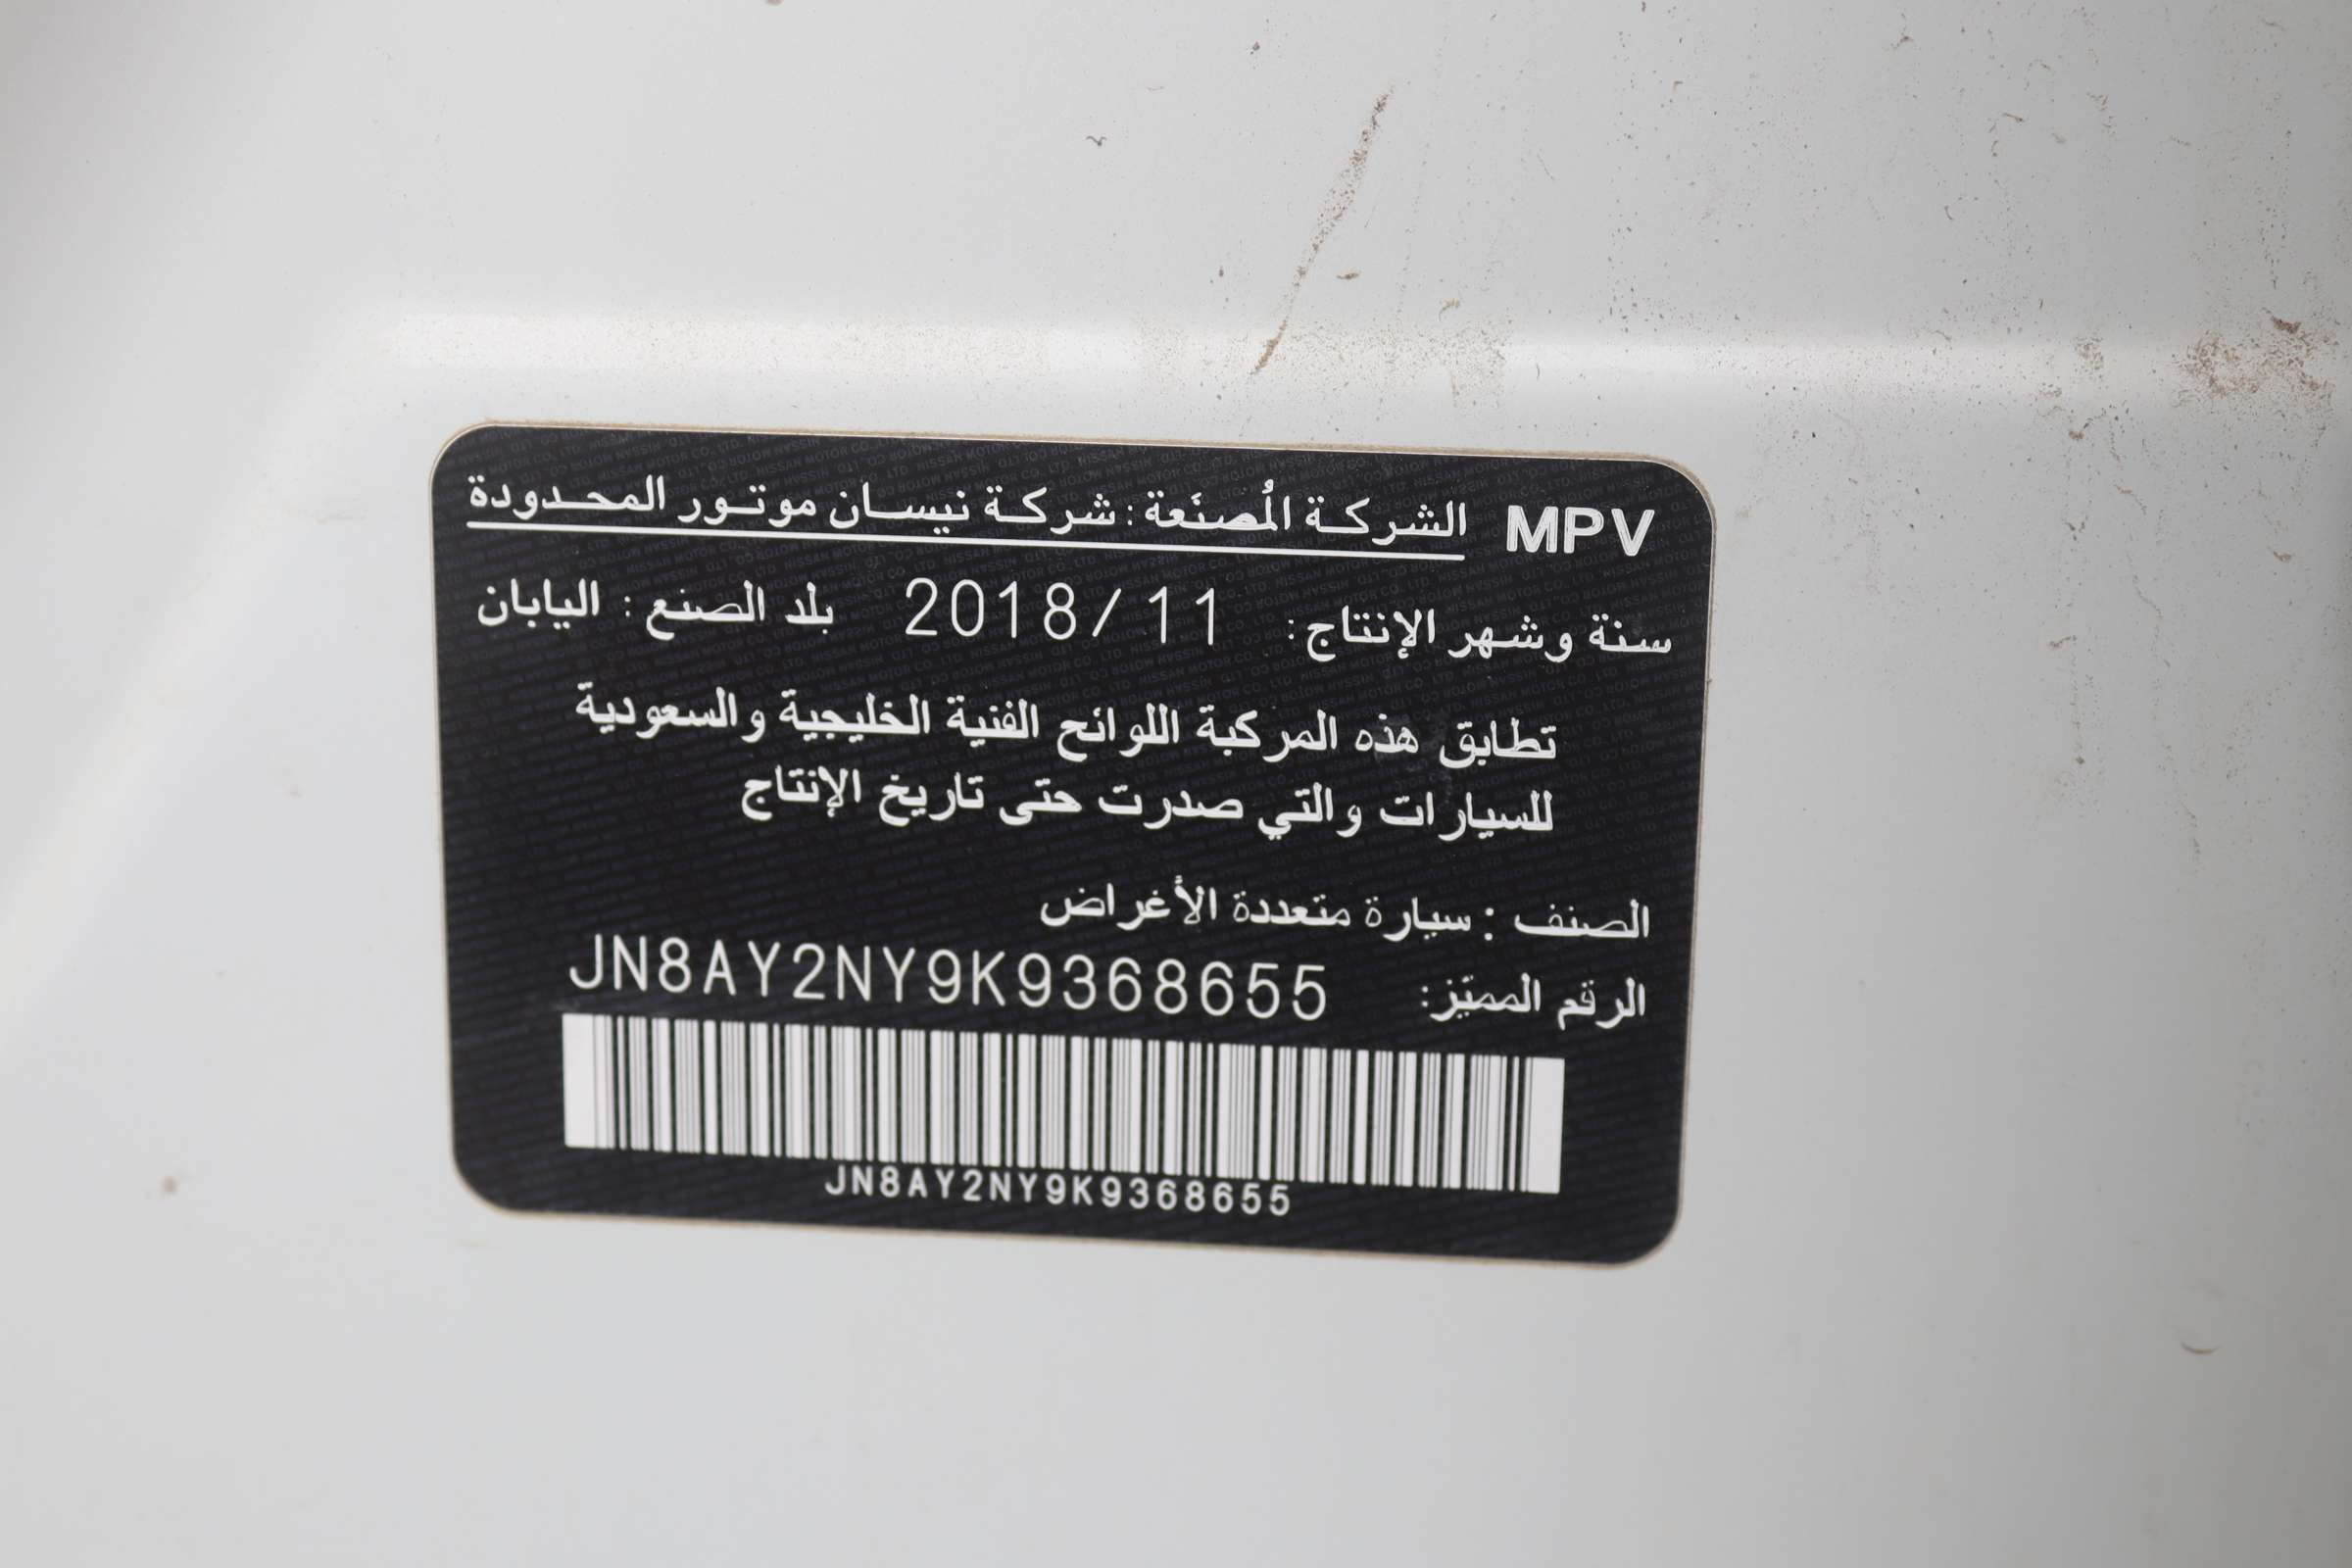 MPV الشركة المُصنَعة: شركة نيسان موتور المحدودة
سنة وشهر الإنتاج: 2018/11 بلد الصنع: اليابان
تطابق هذه المركبة اللوائح الفنية الخليجية والسعودية
للسيارات والتي صدرت حتى تاريخ الإنتاج
الصنف: سيارة متعددة الأغراض
الرقم المميّز: JN8AY2NY9K9368655
JN8AY2NY9K9368655